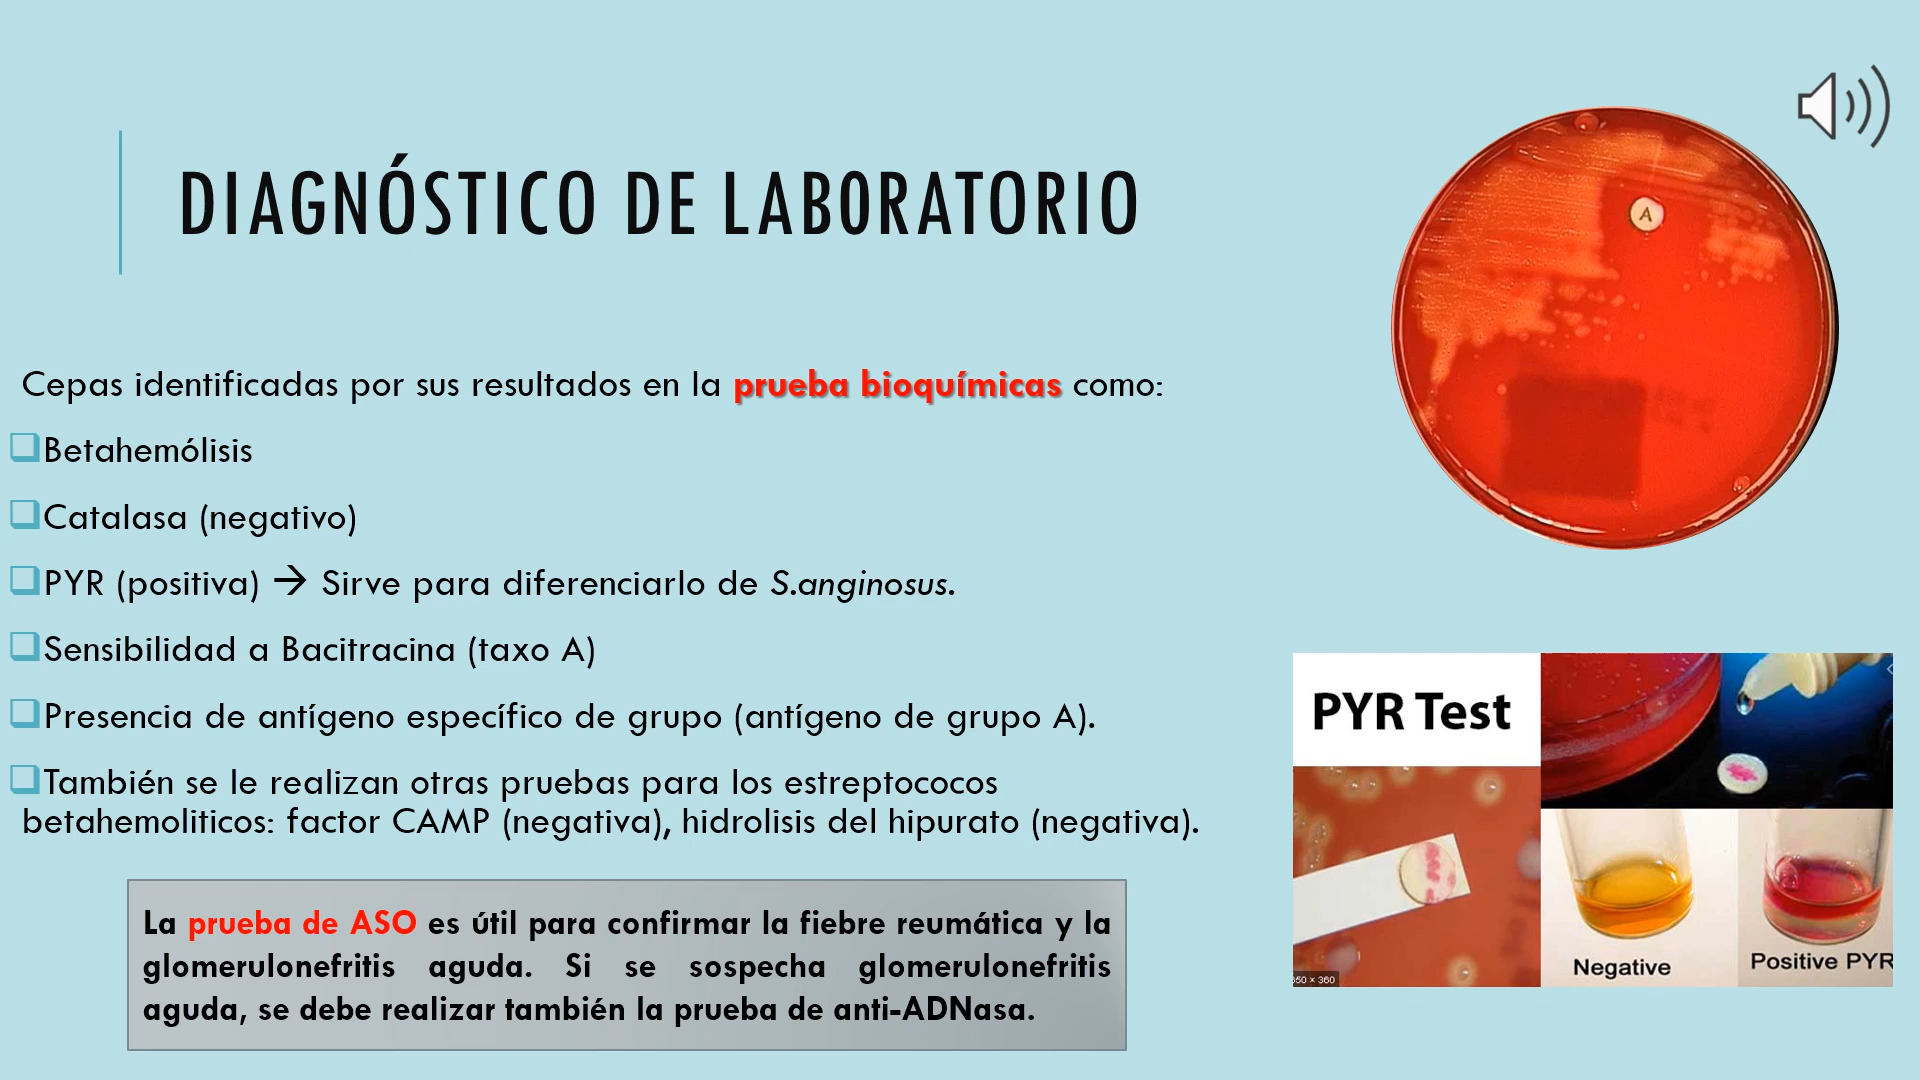 DIAGNÓSTICO DE LABORATORIO
A
Cepas identificadas por sus resultados en la prueba bioquímicas como:
Betahemólisis
Catalasa (negativo)
PYR (positiva) → Sirve para diferenciarlo de S.anginosus.
Sensibilidad a Bacitracina (taxo A)
Presencia de antígeno específico de grupo (antígeno de grupo A).
También se le realizan otras pruebas para los estreptococos
betahemoliticos: factor CAMP (negativa), hidrolisis del hipurato (negativa).
PYR Test
Negative
Positive PYR
La prueba de ASO es útil para confirmar la fiebre reumática y la
glomerulonefritis aguda. Si se sospecha glomerulonefritis
aguda, se debe realizar también la prueba de anti-ADNasa.